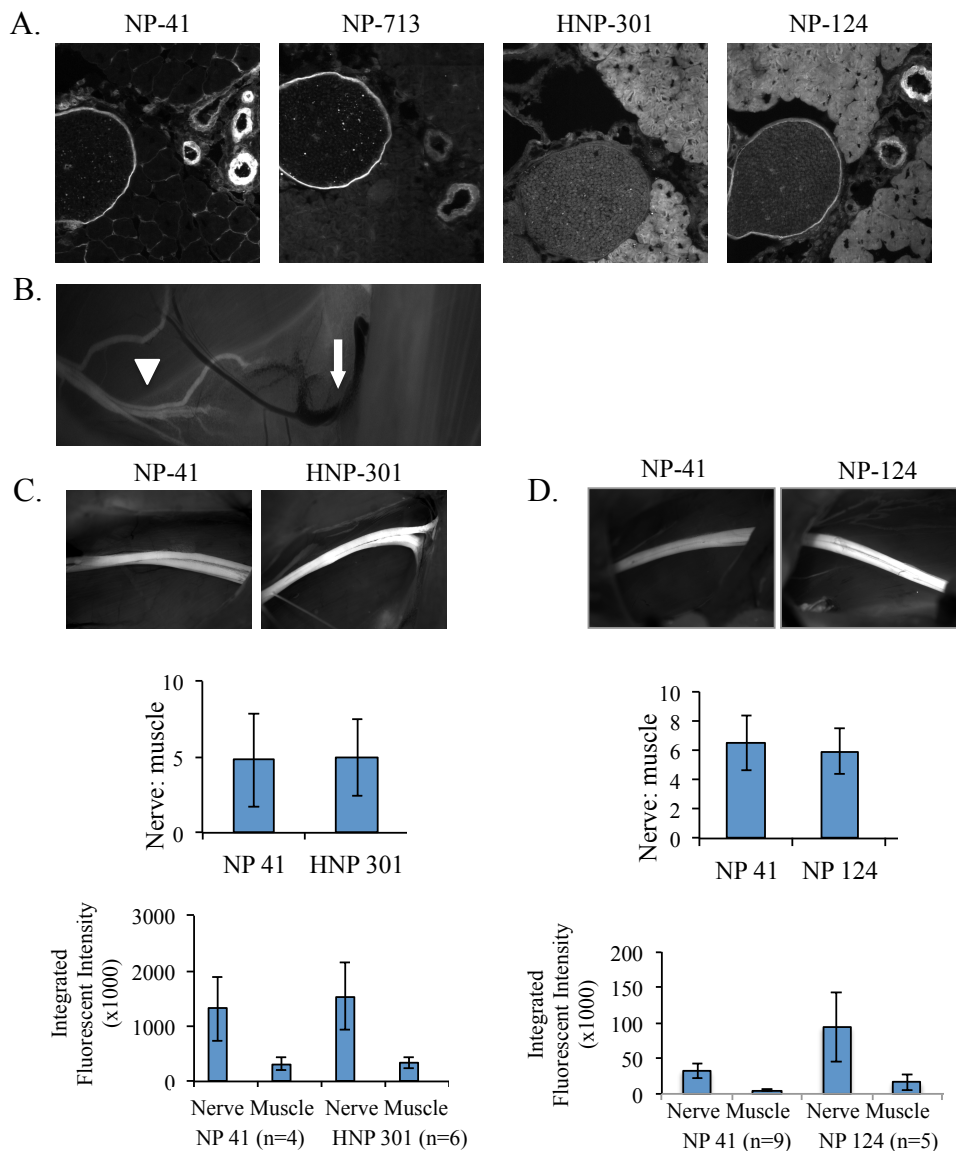 A.
NP-41 NP-713 HNP-301 NP-124
B.
C.
NP-41 HNP-301
10
5
0
Nerve: muscle
NP 41 HNP 301
3000
2000
1000
0
Integrated
Fluorescent Intensity
(x1000)
Nerve Muscle Nerve Muscle
NP 41 (n=4) HNP 301 (n=6)
D.
NP-41 NP-124
10
8
6
4
2
0
Nerve: muscle
NP 41 NP 124
200
150
100
50
0
Integrated
Fluorescent Intensity
(x1000)
Nerve Muscle Nerve Muscle
NP 41 (n=9) NP 124 (n=5)